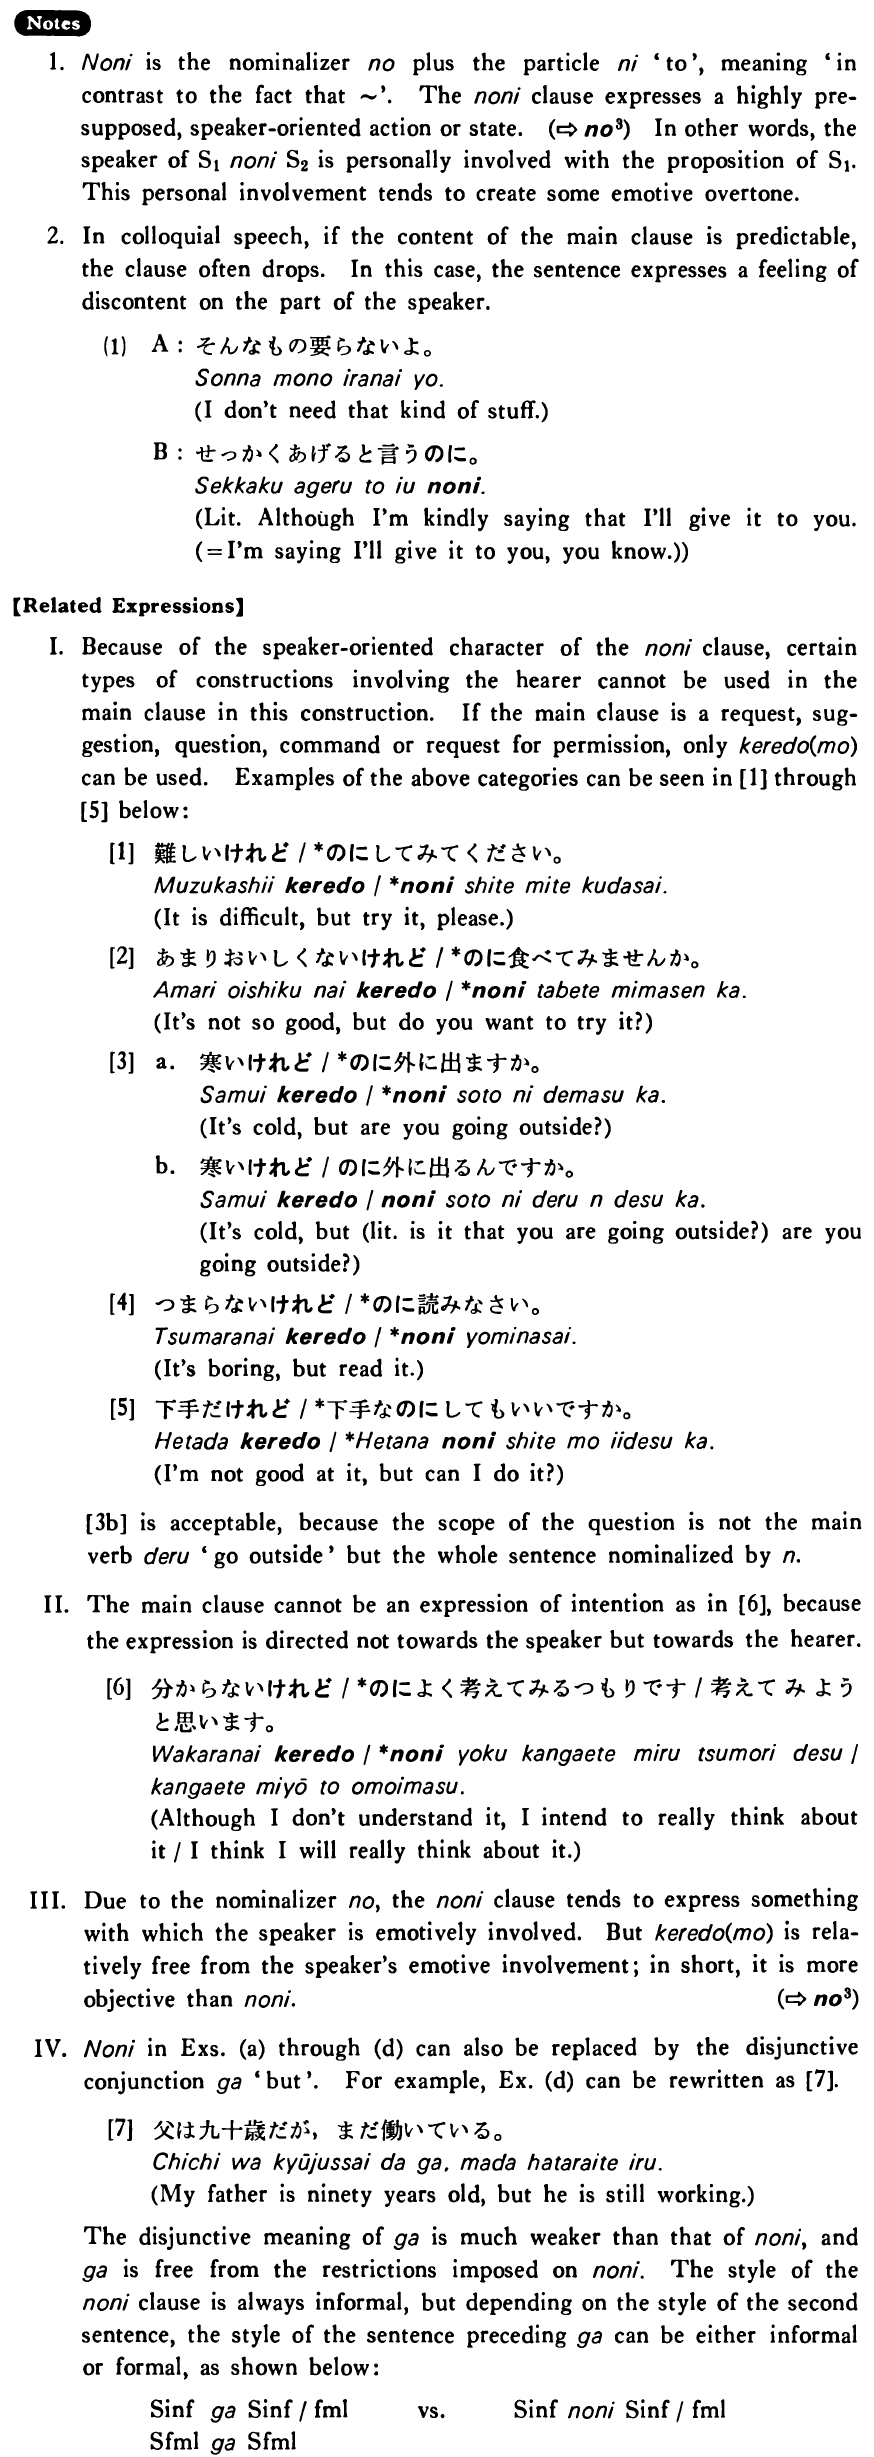 Notes
1. Noni is the nominalizer no plus the particle ni ‘to’, meaning ‘in
contrast to the fact that ~’. The noni clause expresses a highly pre-
supposed, speaker-oriented action or state. (⇨ no³) In other words, the
speaker of S₁ noni S₂ is personally involved with the proposition of S₁.
This personal involvement tends to create some emotive overtone.
2. In colloquial speech, if the content of the main clause is predictable,
the clause often drops. In this case, the sentence expresses a feeling of
discontent on the part of the speaker.
(1) A: そんなもの要らないよ。
Sonna mono iranai yo.
(I don't need that kind of stuff.)
B: せっかくあげると言うのに。
Sekkaku ageru to iu noni.
(Lit. Although I'm kindly saying that I'll give it to you.
(=I'm saying I'll give it to you, you know.))
【Related Expressions】
I. Because of the speaker-oriented character of the noni clause, certain
types of constructions involving the hearer cannot be used in the
main clause in this construction. If the main clause is a request, sug-
gestion, question, command or request for permission, only keredo(mo)
can be used. Examples of the above categories can be seen in [1] through
[5] below:
[1] 難しいけれど / *のにしてみてください。
Muzukashii keredo / *noni shite mite kudasai.
(It is difficult, but try it, please.)
[2] あまりおいしくないけれど / *のに食べてみませんか。
Amari oishiku nai keredo / *noni tabete mimasen ka.
(It's not so good, but do you want to try it?)
[3] a. 寒いけれど / *のに外に出ますか。
Samui keredo / *noni soto ni demasu ka.
(It's cold, but are you going outside?)
b. 寒いけれど / のに外に出るんですか。
Samui keredo / noni soto ni deru n desu ka.
(It's cold, but (lit. is it that you are going outside?) are you
going outside?)
[4] つまらないけれど / *のに読みなさい。
Tsumaranai keredo / *noni yominasai.
(It's boring, but read it.)
[5] 下手だけれど / *下手なのにしてもいいですか。
Hetada keredo / *Hetana noni shite mo iidesu ka.
(I'm not good at it, but can I do it?)
[3b] is acceptable, because the scope of the question is not the main
verb deru ‘go outside’ but the whole sentence nominalized by n.
II. The main clause cannot be an expression of intention as in [6], because
the expression is directed not towards the speaker but towards the hearer.
[6] 分からないけれど / *のによく考えてみるつもりです / 考えてみよう
と思います。
Wakaranai keredo / *noni yoku kangaete miru tsumori desu /
kangaete miyō to omoimasu.
(Although I don't understand it, I intend to really think about
it / I think I will really think about it.)
III. Due to the nominalizer no, the noni clause tends to express something
with which the speaker is emotively involved. But keredo(mo) is rela-
tively free from the speaker's emotive involvement; in short, it is more
objective than noni. (⇨ no³)
IV. Noni in Exs. (a) through (d) can also be replaced by the disjunctive
conjunction ga ‘but’. For example, Ex. (d) can be rewritten as [7].
[7] 父は九十歳だが，まだ働いている。
Chichi wa kyūjussai da ga, mada hataraite iru.
(My father is ninety years old, but he is still working.)
The disjunctive meaning of ga is much weaker than that of noni, and
ga is free from the restrictions imposed on noni. The style of the
noni clause is always informal, but depending on the style of the second
sentence, the style of the sentence preceding ga can be either informal
or formal, as shown below:
Sinf ga Sinf / fml vs. Sinf noni Sinf / fml
Sfml ga Sfml